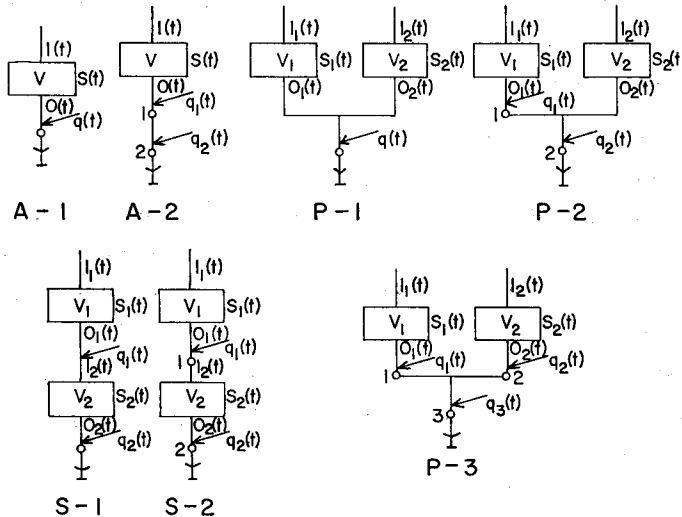 I(t)
V
S(t)
O(t)
q(t)
A-1
I(t)
V
S(t)
O(t)
q₁(t)
1
q₂(t)
2
A-2
I₁(t)
I₂(t)
V₁
S₁(t)
V₂
S₂(t)
O₁(t)
O₂(t)
q(t)
P-1
I₁(t)
I₂(t)
V₁
S₁(t)
V₂
S₂(t
O₁(t)
O₂(t)
1
q₁(t)
2
q₂(t)
P-2
I₁(t)
V₁
S₁(t)
O₁(t)
q₁(t)
I₂(t)
V₂
S₂(t)
O₂(t)
q₂(t)
S-1
I₁(t)
V₁
S₁(t)
O₁(t)
q₁(t)
1
I₂(t)
V₂
S₂(t)
O₂(t)
2
q₂(t)
S-2
I₁(t)
I₂(t)
V₁
S₁(t)
V₂
S₂(t)
O₁(t)
O₂(t)
1
q₁(t)
2
q₂(t)
3
q₃(t)
P-3